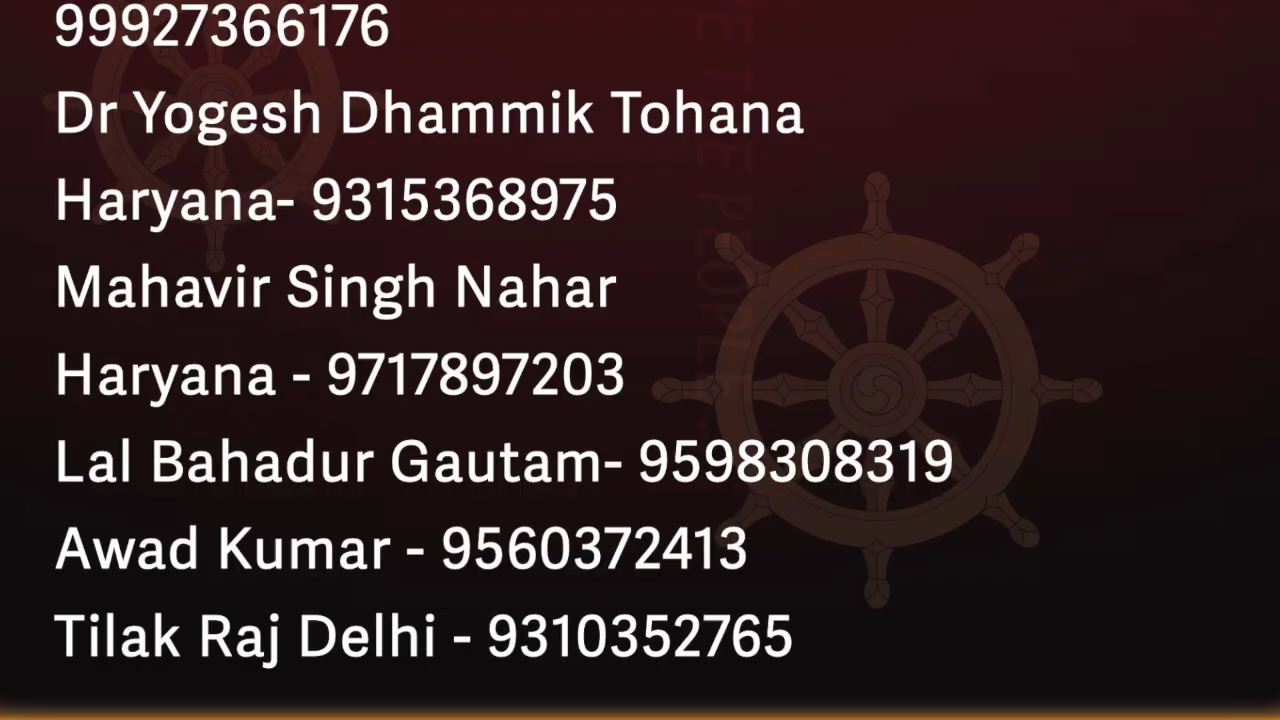 99927366176
Dr Yogesh Dhammik Tohana
Haryana- 9315368975
Mahavir Singh Nahar
Haryana - 9717897203
Lal Bahadur Gautam- 9598308319
Awad Kumar - 9560372413
Tilak Raj Delhi - 9310352765